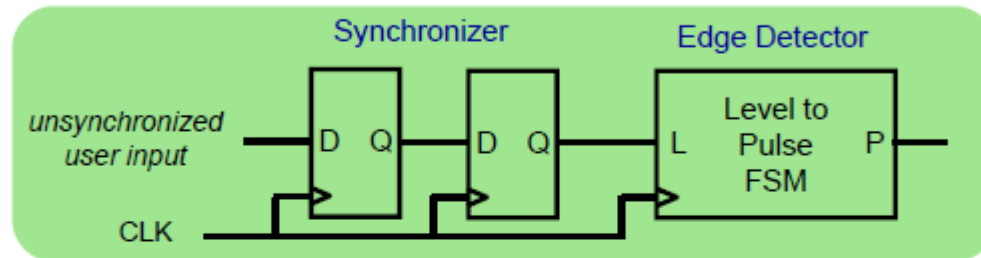 Synchronizer
Edge Detector
unsynchronized
user input
D Q
D Q
L
Level to
Pulse
FSM
P
CLK